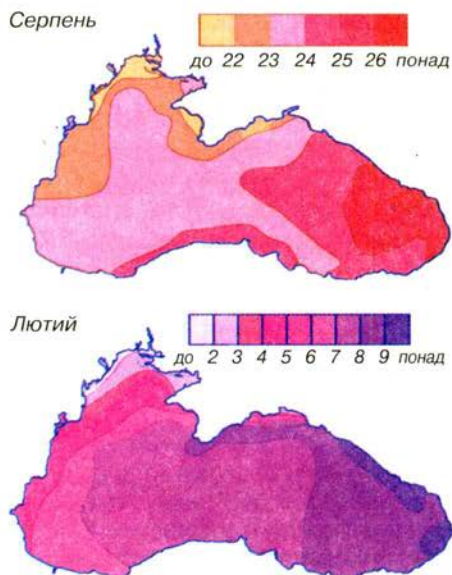 Серпень
до 22 23 24 25 26 понад
Лютий
до 2 3 4 5 6 7 8 9 понад